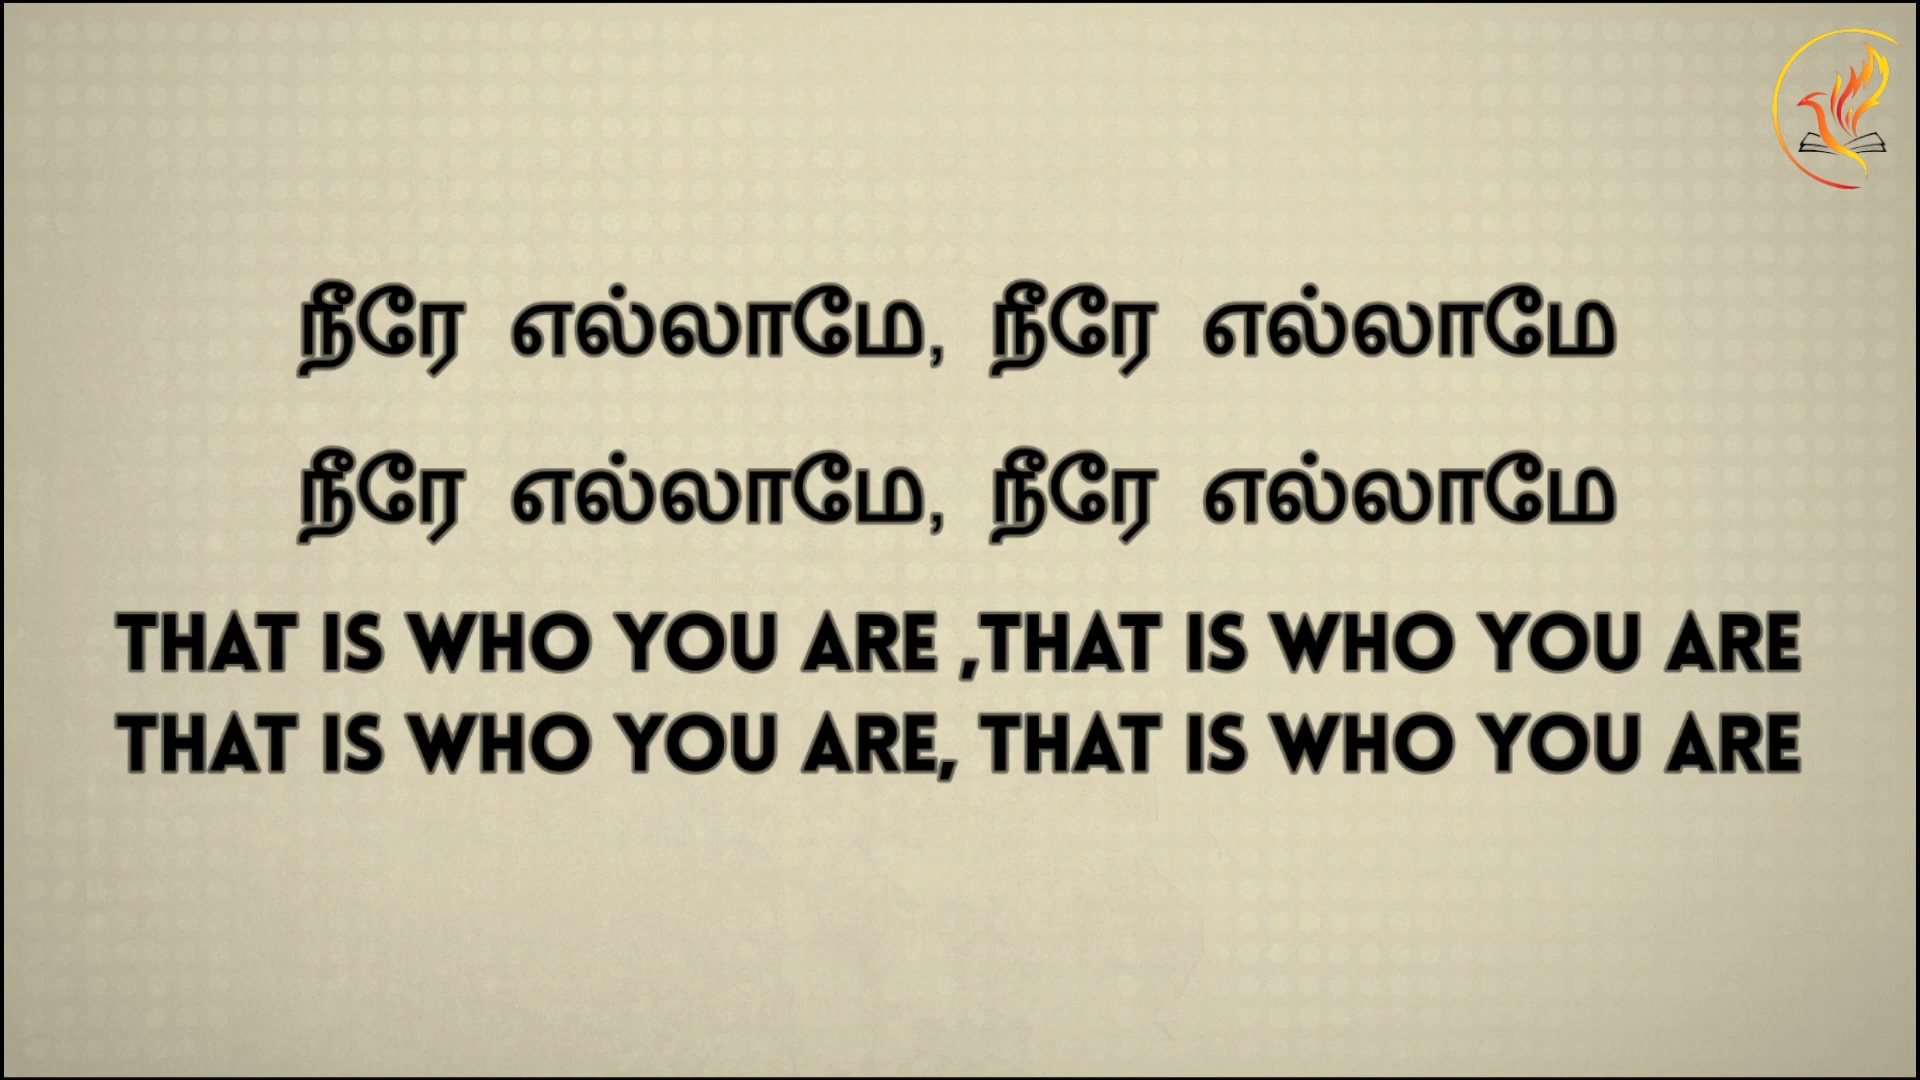 நீரே எல்லாமே, நீரே எல்லாமே
நீரே எல்லாமே, நீரே எல்லாமே
THAT IS WHO YOU ARE ,THAT IS WHO YOU ARE
THAT IS WHO YOU ARE, THAT IS WHO YOU ARE